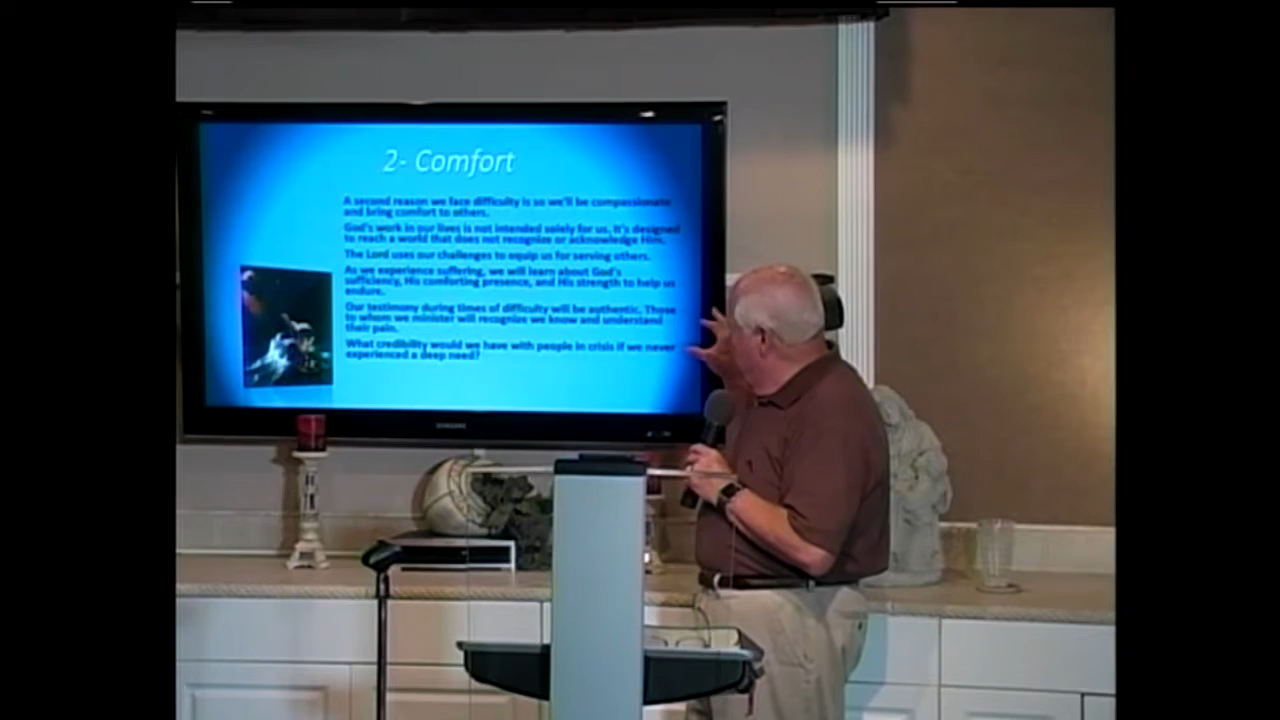 2- Comfort
A second reason we face difficulty is so we'll be compassionate
and bring comfort to others.
God's work in our lives is not intended solely for us. It's designed
to reach a world that does not recognize or acknowledge Him.
The Lord uses our challenges to equip us for serving others.
As we experience suffering, we will learn about God's
sufficiency, His comforting presence, and His strength to help us
endure.
Our testimony during times of difficulty will be authentic. Those
to whom we minister will recognize we know and understand
their pain.
What credibility would we have with people in crisis if we never
experienced a deep need?
SAMSUNG